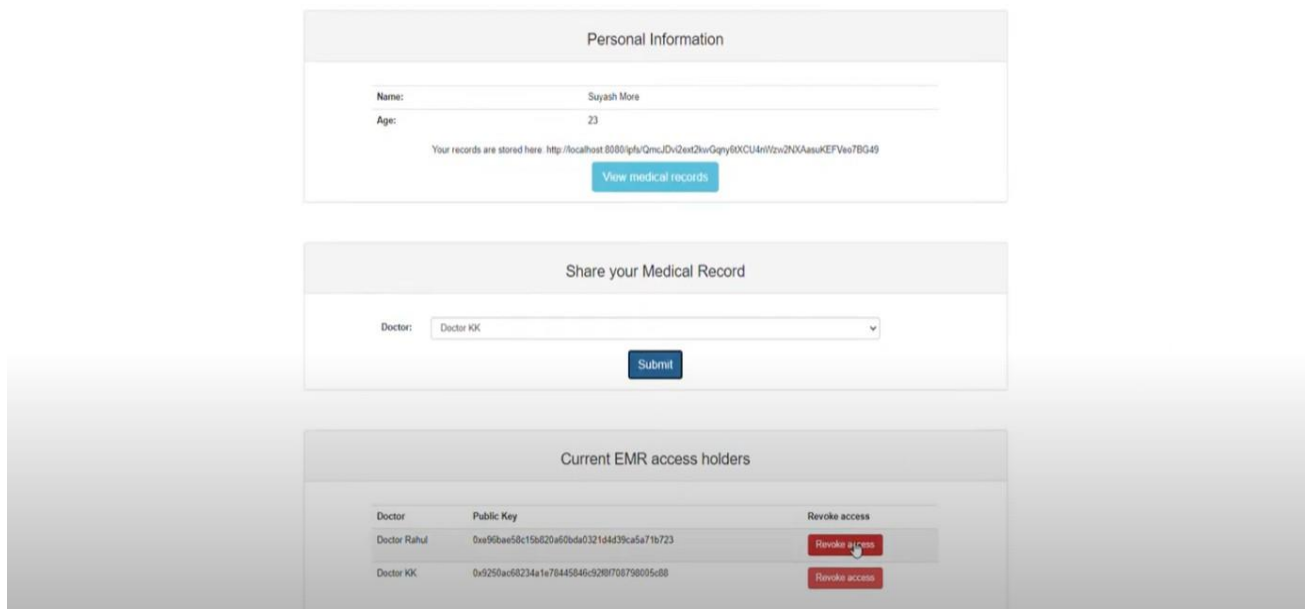 Personal Information
Name: Suyash More
Age: 23
Your records are stored here: http://localhost:8080/ipfs/QmcJDvi2ext2kwGqny6tXCU4nWzw2NXAasuKEFVeo7BG49
View medical records
Share your Medical Record
Doctor: Doctor KK
Submit
Current EMR access holders
Doctor Public Key Revoke access
Doctor Rahul 0xe96bae58c15b820a60bda0321d4d39ca5a71b723 Revoke access
Doctor KK 0x9250ac68234a1e78445846c92f8f708798005c88 Revoke access